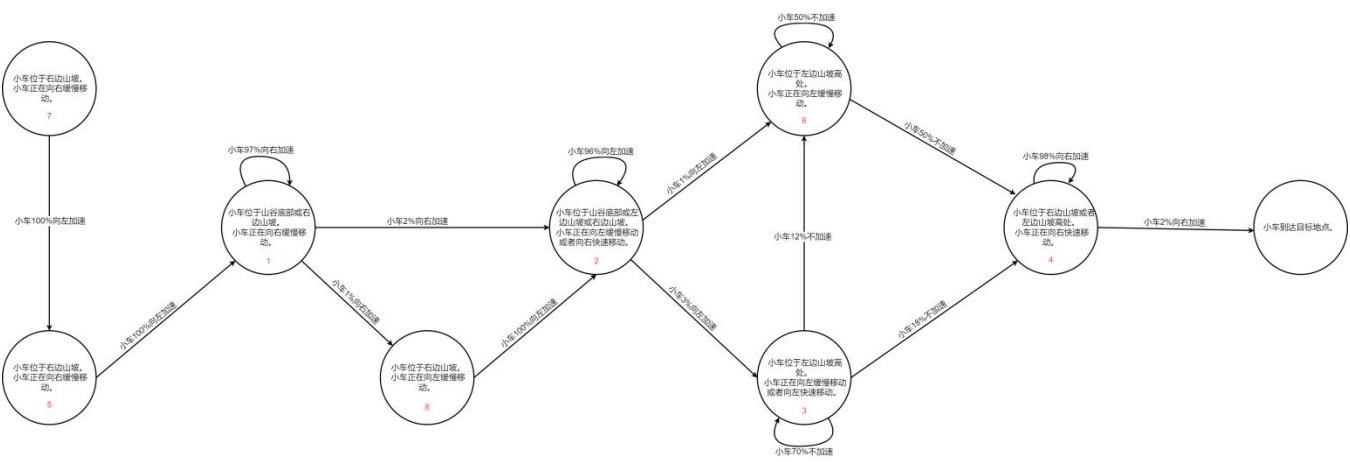 小车位于右边山坡。
小车正在向右缓慢移
动。
7
小车100%向左加速
小车位于右边山坡。
小车正在向右缓慢移
动。
5
小车100%向左加速
小车97%向右加速
小车位于山谷底部或右
边山坡。
小车正在向右缓慢移
动。
1
小车2%向右加速
小车1%向右加速
小车位于右边山坡。
小车正在向左缓慢移
动。
8
小车100%向左加速
小车96%向左加速
小车位于山谷底部或左
边山坡或右边山坡。
小车正在向左缓慢移动
或者向右快速移动。
2
小车1%向左加速
小车3%向左加速
小车50%不加速
小车位于左边山坡高
处。
小车正在向左缓慢移
动。
6
小车50%不加速
小车12%不加速
小车位于左边山坡高
处。
小车正在向左缓慢移动
或者向左快速移动。
3
小车70%不加速
小车18%不加速
小车98%向右加速
小车位于右边山坡或者
左边山坡高处。
小车正在向右快速移
动。
4
小车2%向右加速
小车到达目标地点。